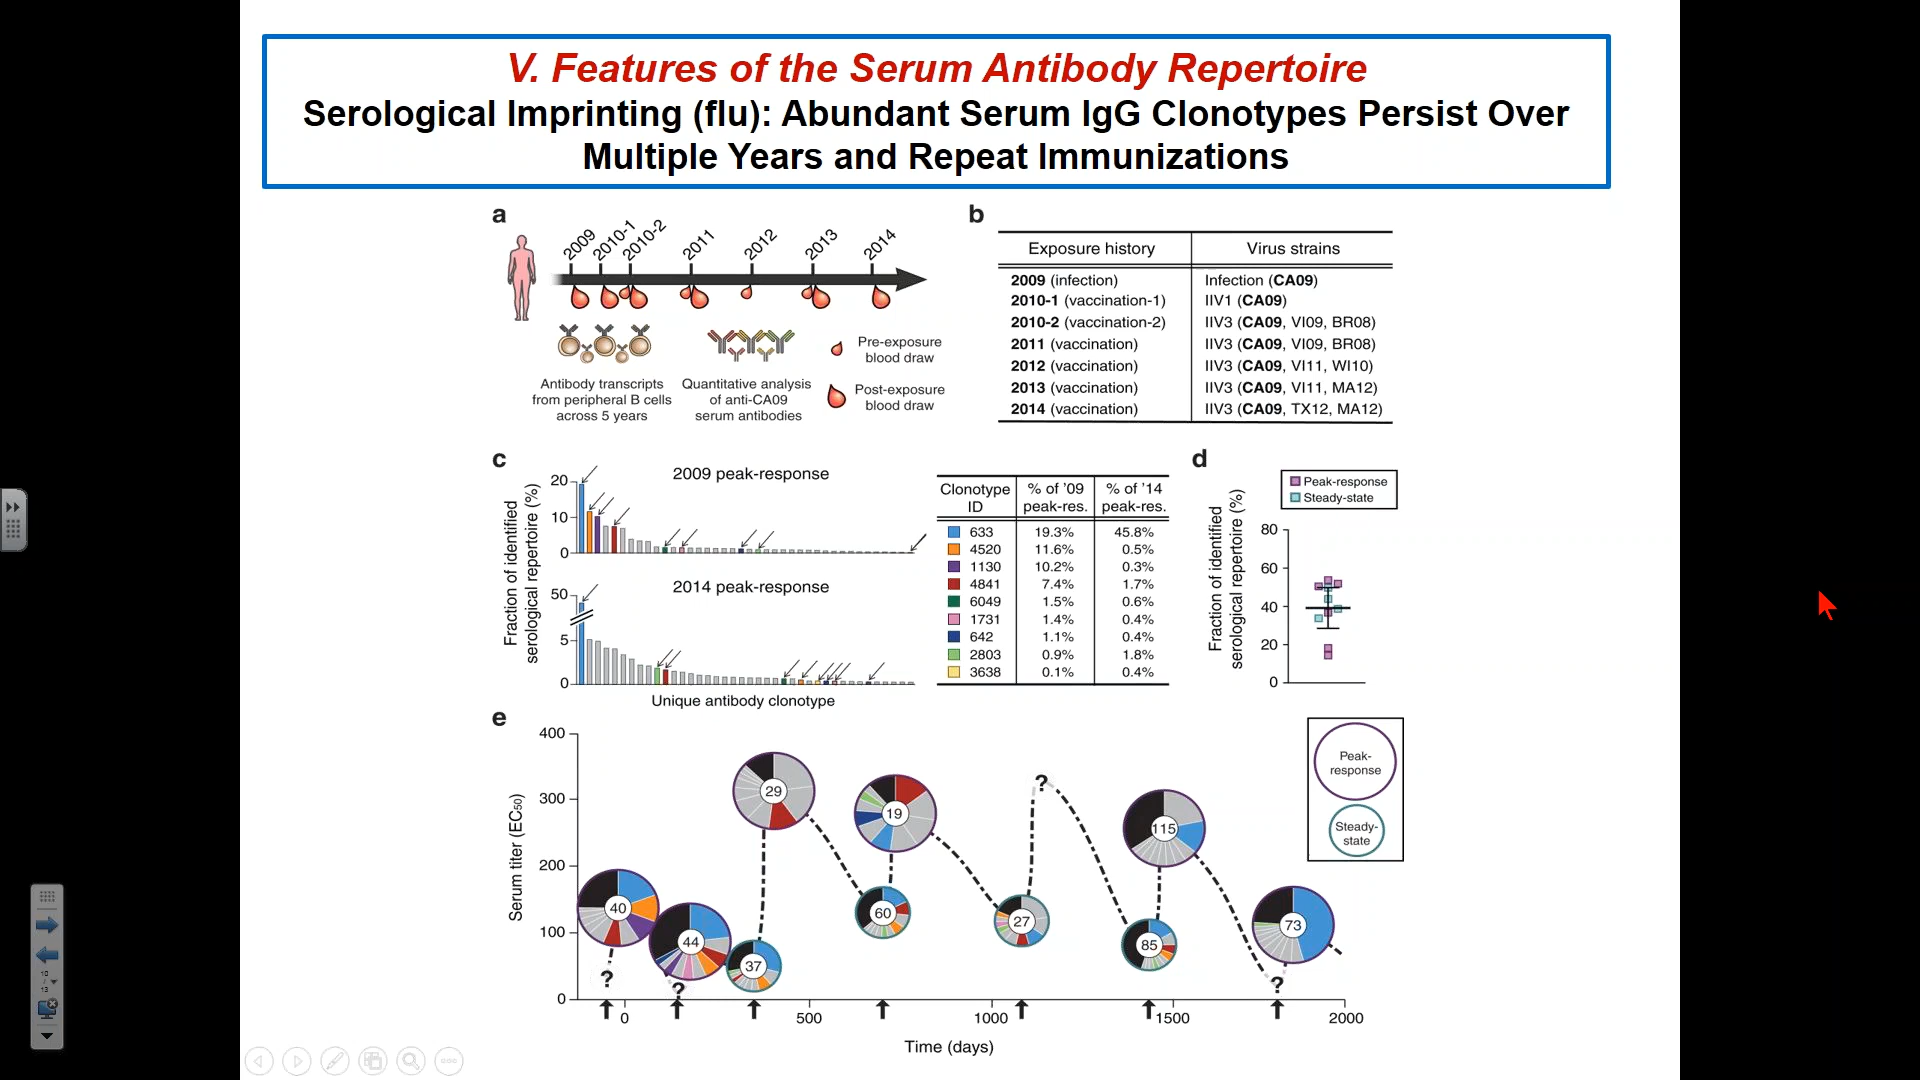 V. Features of the Serum Antibody Repertoire
Serological Imprinting (flu): Abundant Serum IgG Clonotypes Persist Over
Multiple Years and Repeat Immunizations
a
2009
2010-1
2010-2
2011
2012
2013
2014
Antibody transcripts
from peripheral B cells
across 5 years
Quantitative analysis
of anti-CA09
serum antibodies
Pre-exposure
blood draw
Post-exposure
blood draw
b
Exposure history Virus strains
2009 (infection) Infection (CA09)
2010-1 (vaccination-1) IIV1 (CA09)
2010-2 (vaccination-2) IIV3 (CA09, VI09, BR08)
2011 (vaccination) IIV3 (CA09, VI09, BR08)
2012 (vaccination) IIV3 (CA09, VI11, WI10)
2013 (vaccination) IIV3 (CA09, VI11, MA12)
2014 (vaccination) IIV3 (CA09, TX12, MA12)
c
Fraction of identified
serological repertoire (%)
2009 peak-response
20
10
0
2014 peak-response
50
5
0
Unique antibody clonotype
Clonotype % of '09 % of '14
ID peak-res. peak-res.
633 19.3% 45.8%
4520 11.6% 0.5%
1130 10.2% 0.3%
4841 7.4% 1.7%
6049 1.5% 0.6%
1731 1.4% 0.4%
642 1.1% 0.4%
2803 0.9% 1.8%
3638 0.1% 0.4%
d
Peak-response
Steady-state
Fraction of identified
serological repertoire (%)
80
60
40
20
0
e
Serum titer (EC50)
400
300
200
100
0
40
?
44
?
37
29
60
19
27
?
85
115
?
73
Peak-
response
Steady-
state
0 500 1000 1500 2000
Time (days)
10
/
13